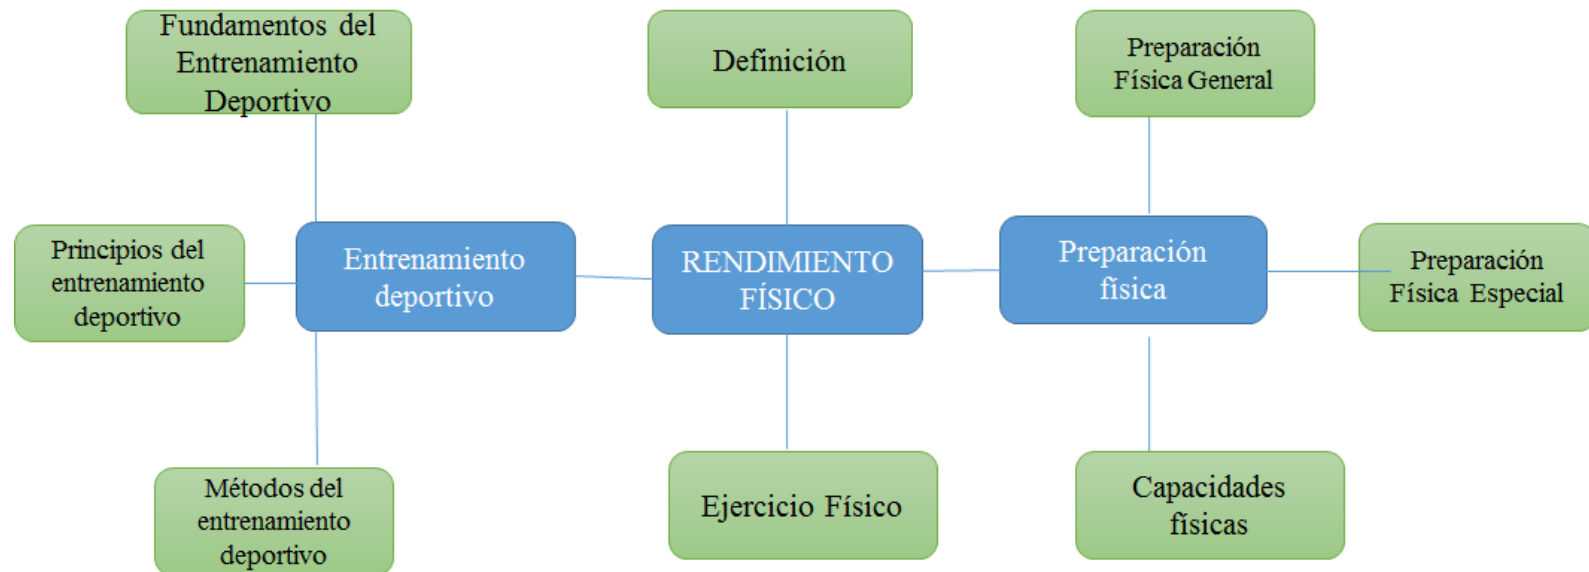 Fundamentos del
Entrenamiento
Deportivo
Definición
Preparación
Física General
Principios del
entrenamiento
deportivo
Entrenamiento
deportivo
RENDIMIENTO
FÍSICO
Preparación
física
Preparación
Física Especial
Métodos del
entrenamiento
deportivo
Ejercicio Físico
Capacidades
físicas